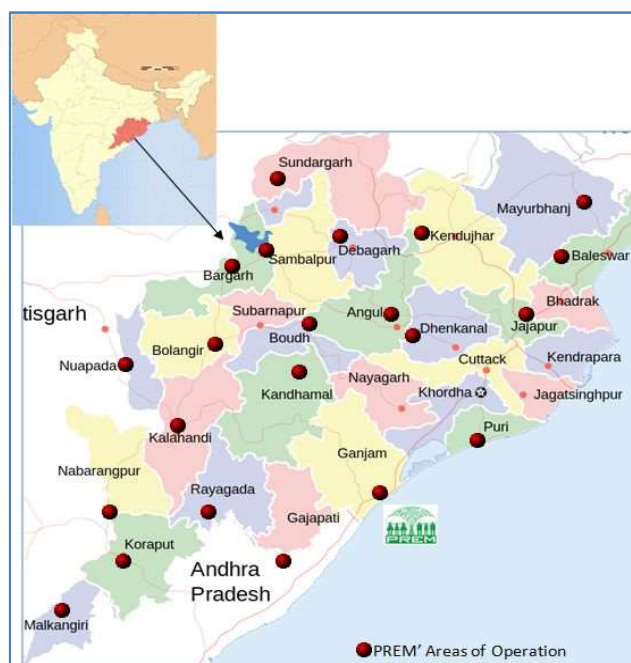 Sundargarh
Mayurbhanj
Kendujhar
Debagarh
Sambalpur
Baleswar
Bargarh
Bhadrak
Subarnapur
Angul
tisgarh
Jajapur
Dhenkanal
Boudh
Bolangir
Cuttack
Kendrapara
Nuapada
Nayagarh
Kandhamal
Khordha
Jagatsinghpur
Puri
Kalahandi
Ganjam
Nabarangpur
Rayagada
Gajapati
PREM
Koraput
Andhra
Pradesh
Malkangiri
PREM' Areas of Operation